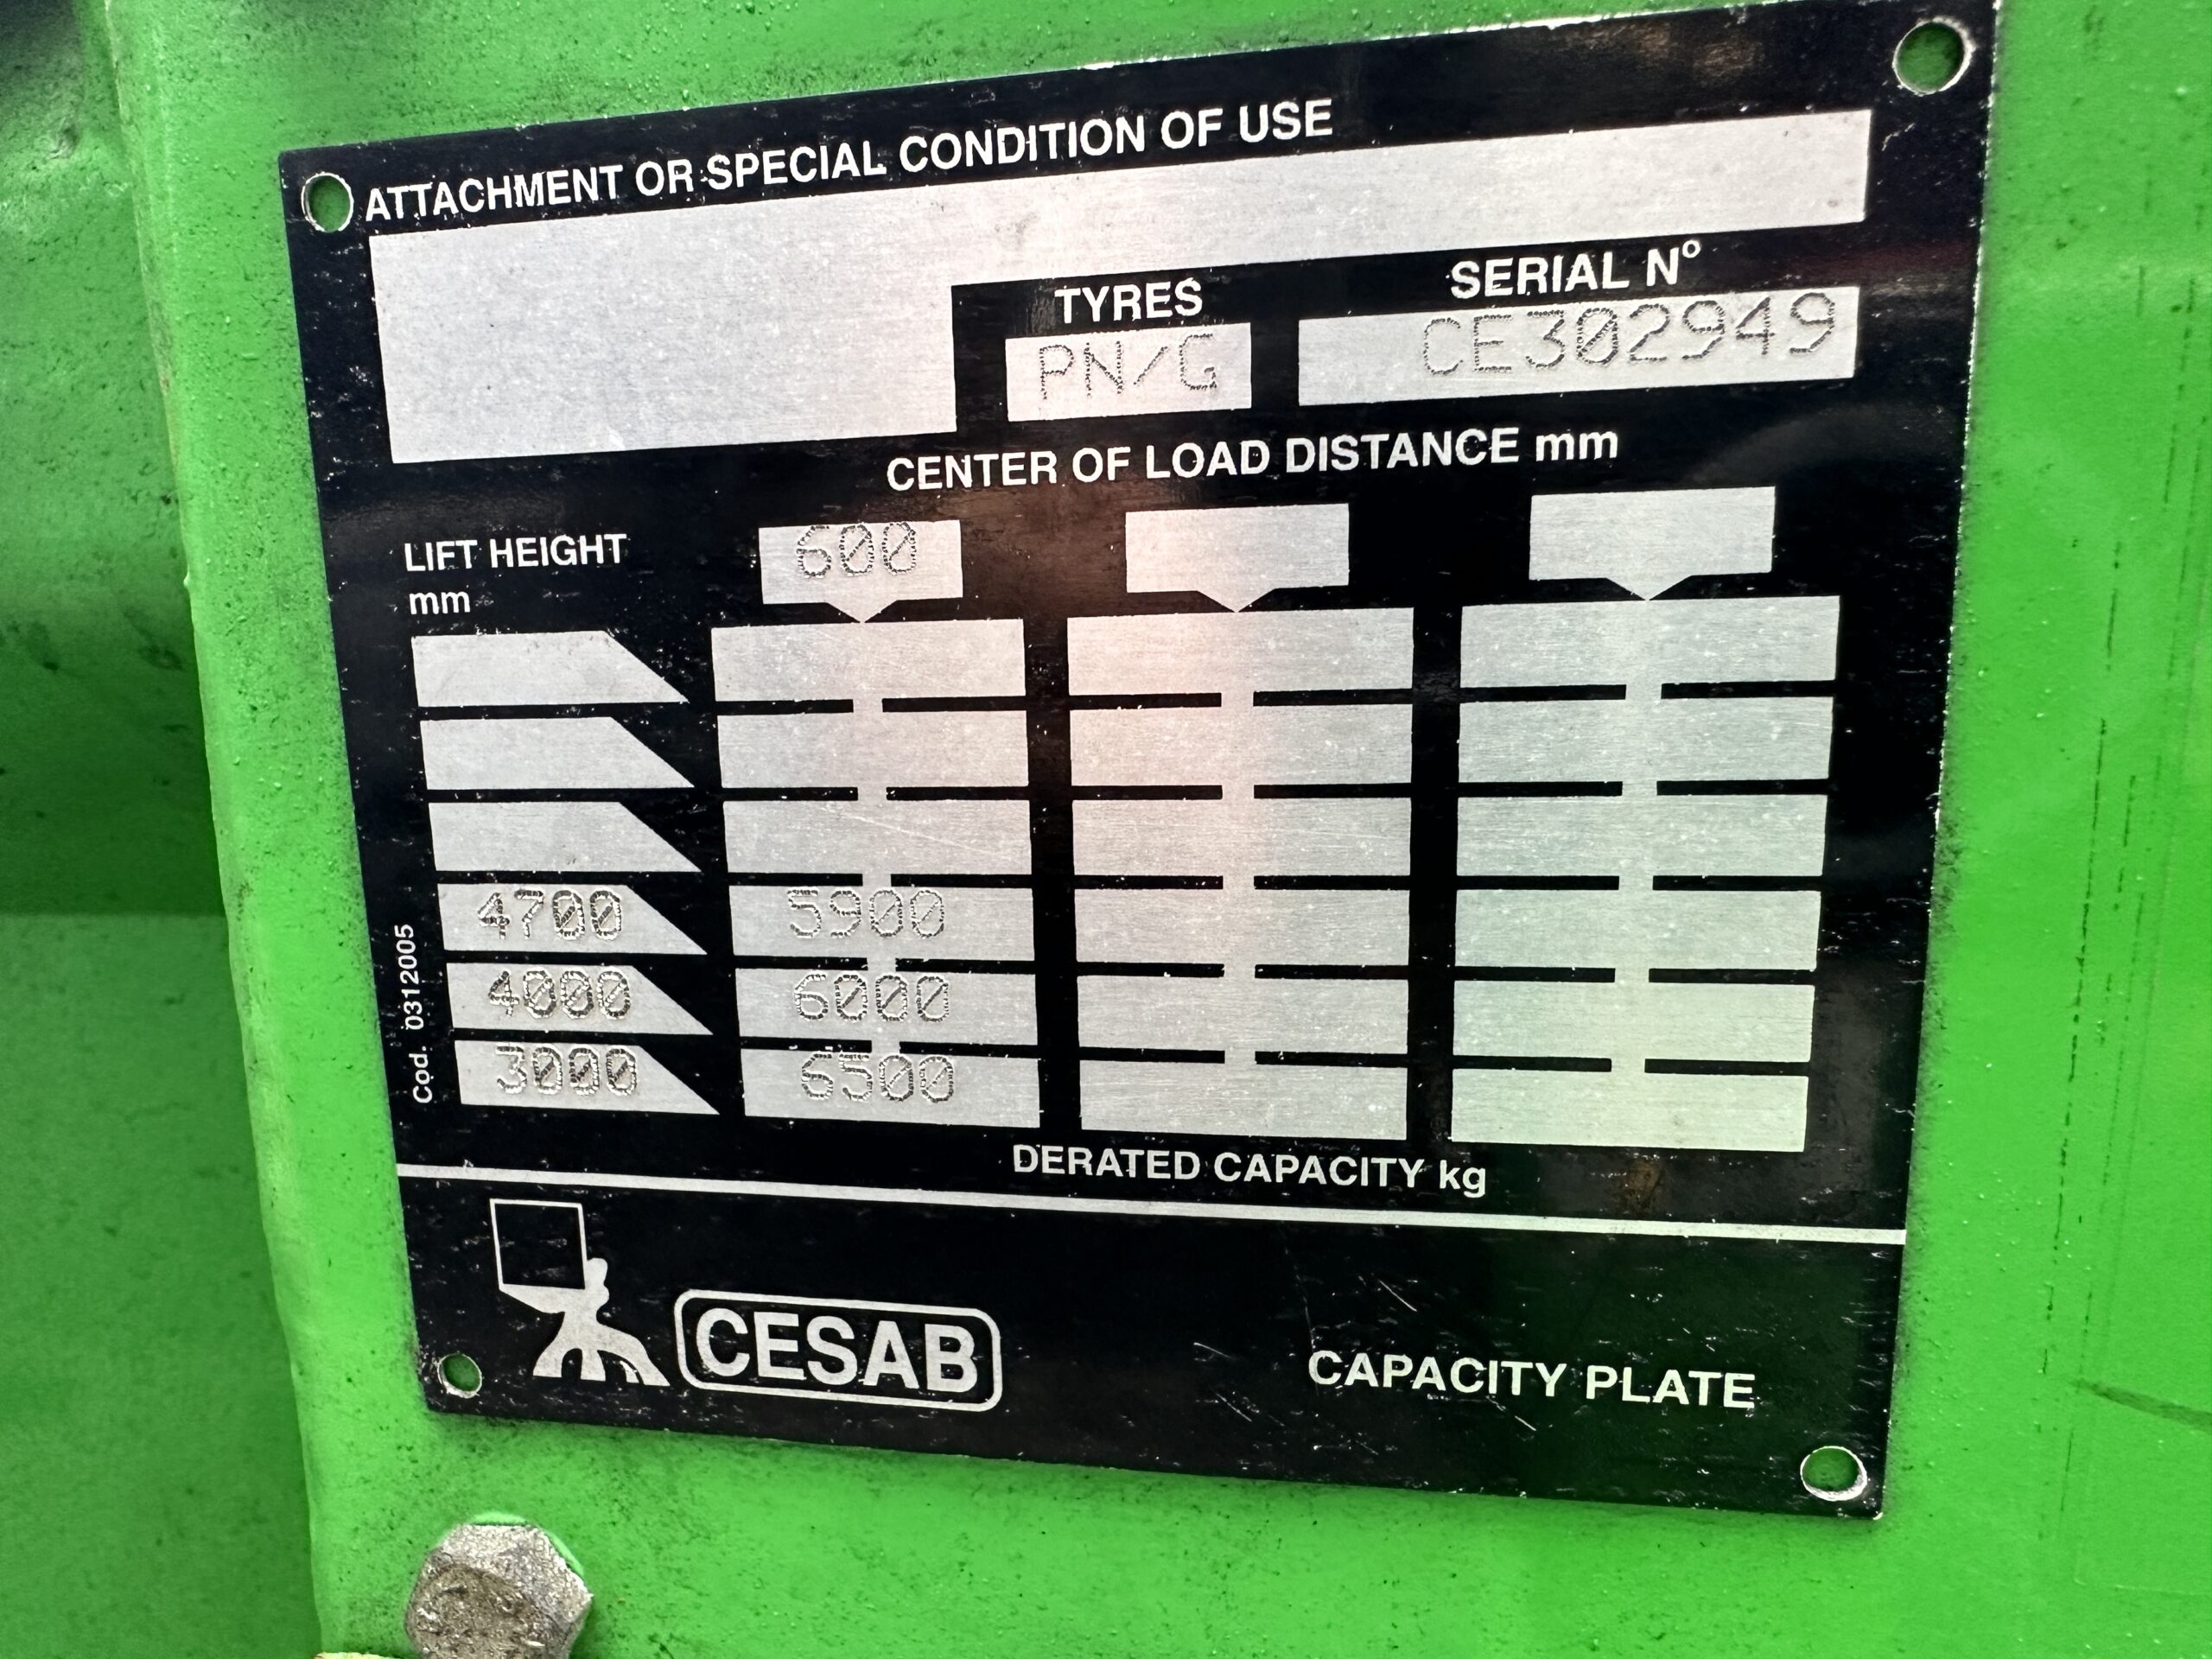 ATTACHMENT OR SPECIAL CONDITION OF USE
TYRES
SERIAL Nº
PN/G
CE302949
CENTER OF LOAD DISTANCE mm
LIFT HEIGHT
mm
600
4700 5900
4000 6000
3000 6500
Cod. 0312005
DERATED CAPACITY kg
CESAB
CAPACITY PLATE